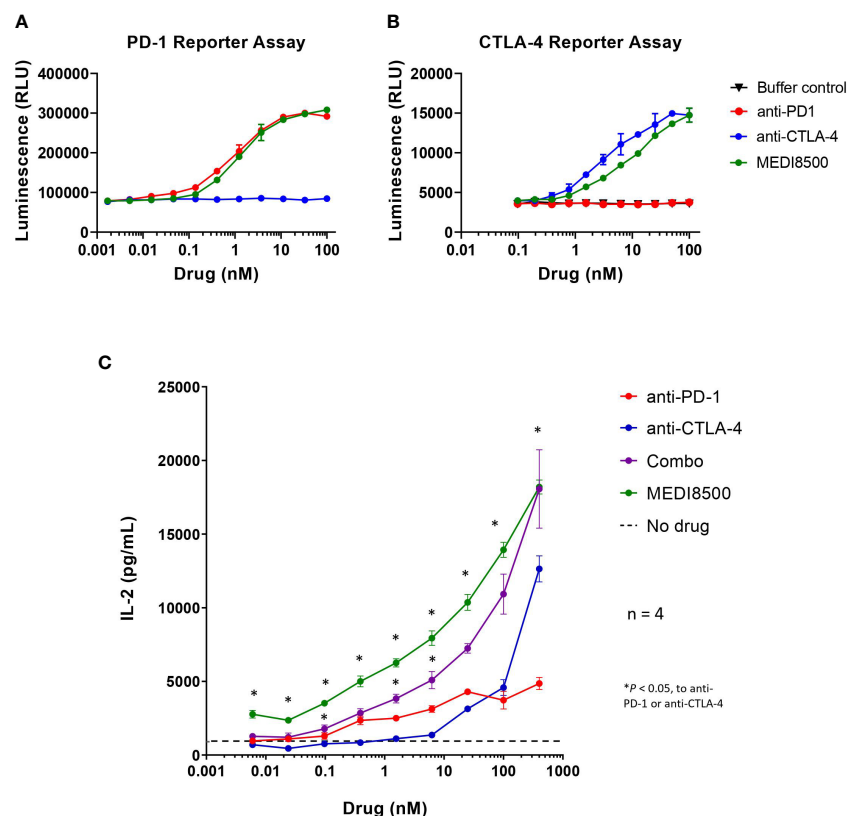 A
PD-1 Reporter Assay
Luminescence (RLU)
400000
300000
200000
100000
0
0.001
0.01
0.1
1
10
100
Drug (nM)
B
CTLA-4 Reporter Assay
Luminescence (RLU)
20000
15000
10000
5000
0
0.01
0.1
1
10
100
Drug (nM)
Buffer control
anti-PD1
anti-CTLA-4
MEDI8500
C
IL-2 (pg/mL)
25000
20000
15000
10000
5000
0
0.001
0.01
0.1
1
10
100
1000
Drug (nM)
* * * * * * * * *
* * *
anti-PD-1
anti-CTLA-4
Combo
MEDI8500
No drug
n = 4
*P < 0.05, to anti-
PD-1 or anti-CTLA-4